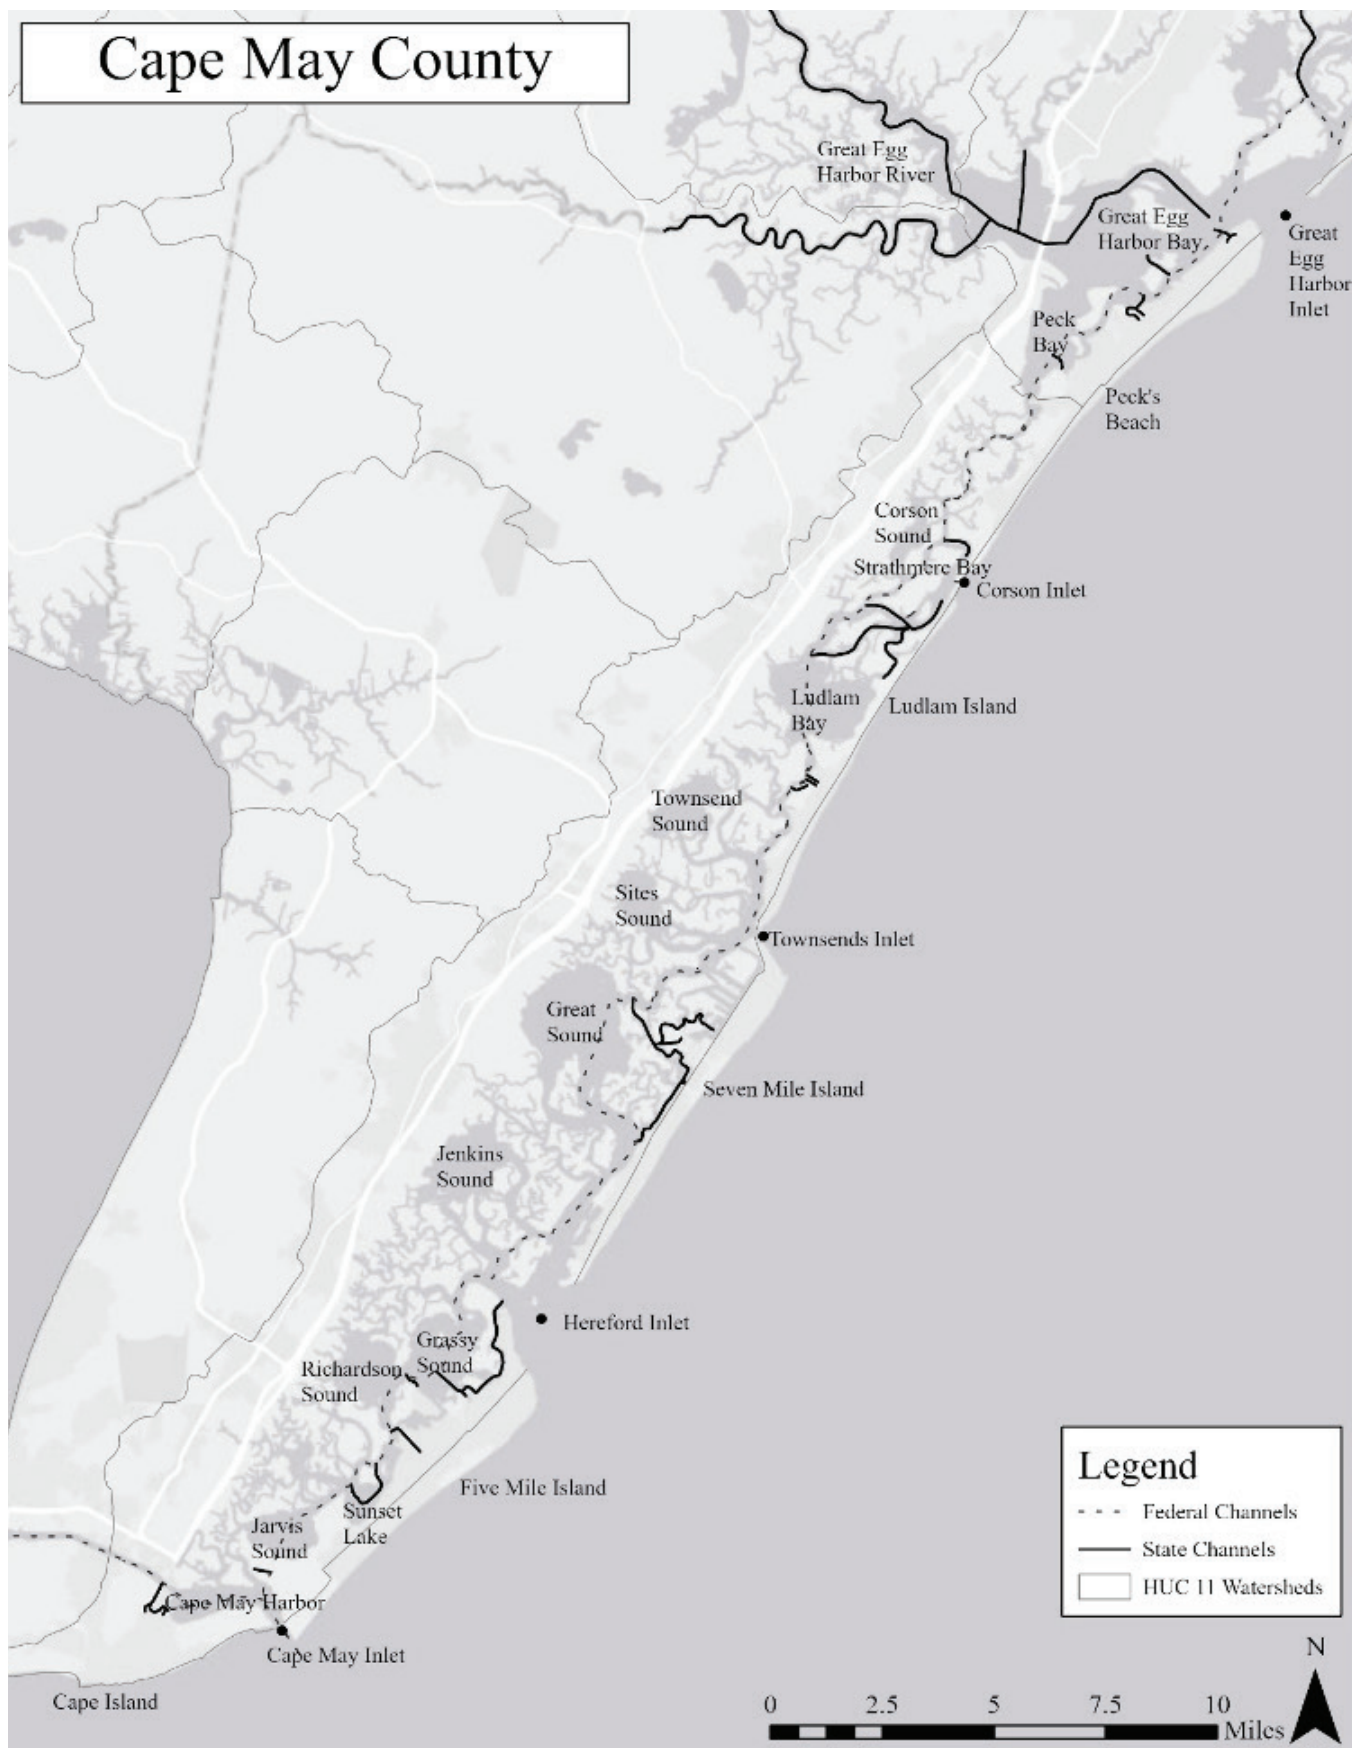 Cape May County
Great Egg
Harbor River
Great Egg
Harbor Bay
Great
Egg
Harbor
Inlet
Peck
Bay
Peck's
Beach
Corson
Sound
Strathmere Bay
Corson Inlet
Ludlam
Bay
Ludlam Island
Townsend
Sound
Sites
Sound
Townsends Inlet
Great
Sound
Seven Mile Island
Jenkins
Sound
Hereford Inlet
Grassy
Sound
Richardson
Sound
Five Mile Island
Sunset
Lake
Jarvis
Sound
Cape May Harbor
Cape May Inlet
Cape Island
Legend
Federal Channels
State Channels
HUC 11 Watersheds
N
0 2.5 5 7.5 10
Miles